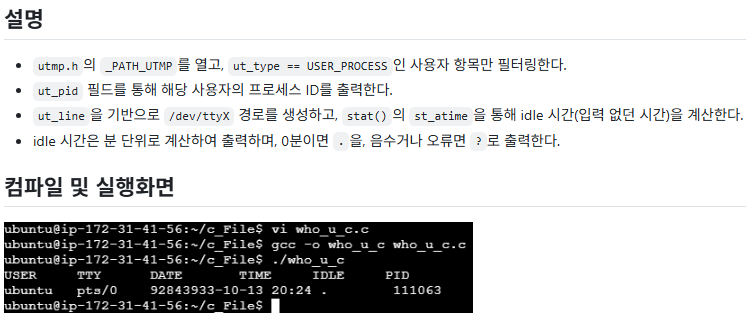 설명
utmp.h 의 _PATH_UTMP 를 열고, ut_type == USER_PROCESS 인 사용자 항목만 필터링한다.
ut_pid 필드를 통해 해당 사용자의 프로세스 ID를 출력한다.
ut_line 을 기반으로 /dev/ttyX 경로를 생성하고, stat() 의 st_atime 을 통해 idle 시간(입력 없던 시간)을 계산한다.
idle 시간은 분 단위로 계산하여 출력하며, 0분이면 . 을, 음수거나 오류면 ? 로 출력한다.
컴파일 및 실행화면
ubuntu@ip-172-31-41-56:~/c_File$ vi who_u_c.c
ubuntu@ip-172-31-41-56:~/c_File$ gcc -o who_u_c who_u_c.c
ubuntu@ip-172-31-41-56:~/c_File$ ./who_u_c
USER TTY DATE TIME IDLE PID
ubuntu pts/0 92843933-10-13 20:24 . 111063
ubuntu@ip-172-31-41-56:~/c_File$